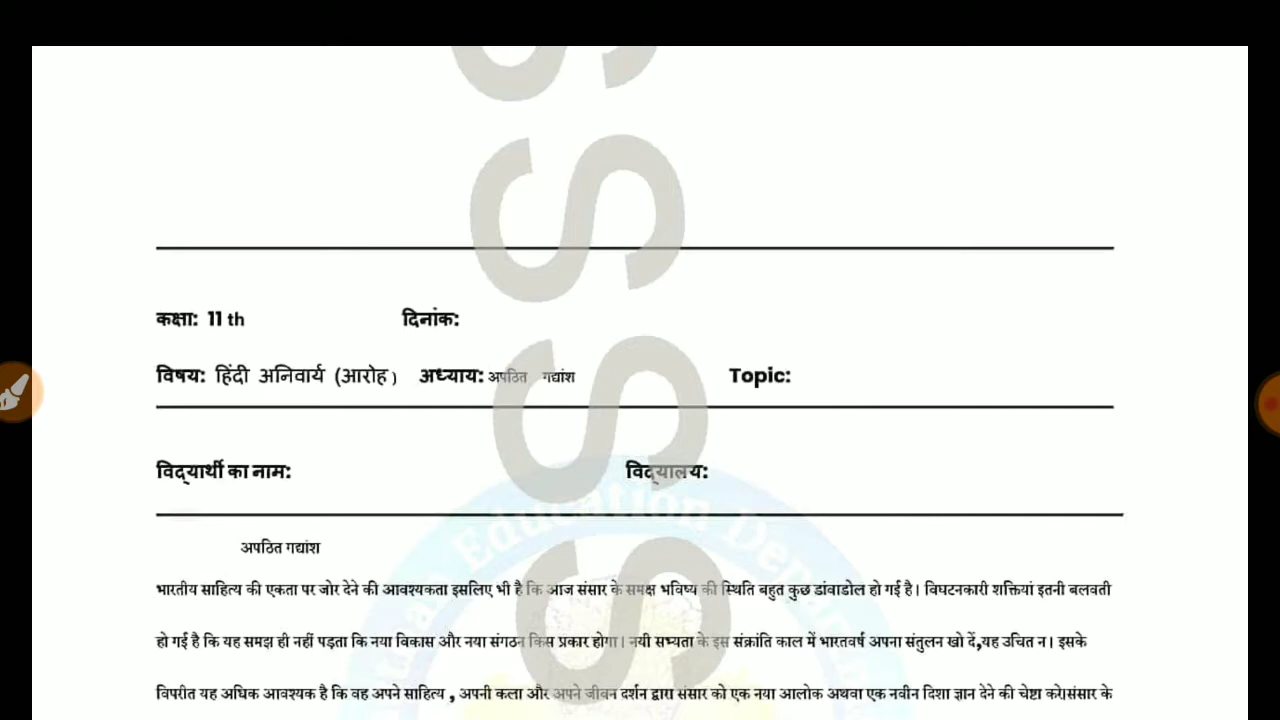 कक्षा: 11 th दिनांक:
विषय: हिंदी अनिवार्य (आरोह ) अध्याय: अपठित गद्यांश Topic:
विद्यार्थी का नाम: विद्यालय:
अपठित गद्यांश
भारतीय साहित्य की एकता पर जोर देने की आवश्यकता इसलिए भी है कि आज संसार के समक्ष भविष्य की स्थिति बहुत कुछ डांवाडोल हो गई है। विघटनकारी शक्तियां इतनी बलवती
हो गई है कि यह समझ ही नहीं पड़ता कि नया विकास और नया संगठन किस प्रकार होगा। नयी सभ्यता के इस संक्रांति काल में भारतवर्ष अपना संतुलन खो दें,यह उचित न। इसके
विपरीत यह अधिक आवश्यक है कि वह अपने साहित्य , अपनी कला और अपने जीवन दर्शन द्वारा संसार को एक नया आलोक अथवा एक नवीन दिशा ज्ञान देने की चेष्टा करे।संसार के
SSSS
Education